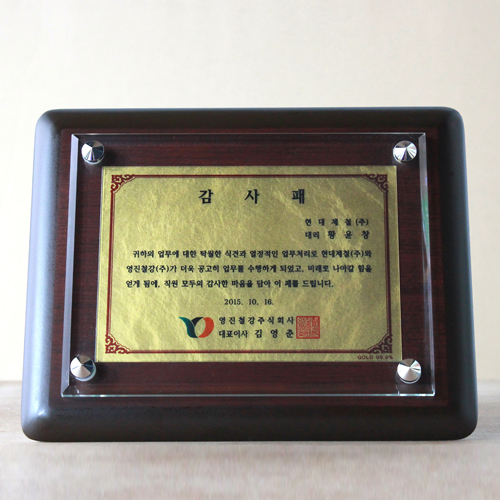 감 사 패
현 대 제 철 (주)
대리 황 윤 창
귀하의 업무에 대한 탁월한 식견과 열정적인 업무처리로 현대제철(주)와
영진철강(주)가 더욱 공고히 업무를 수행하게 되었고, 미래로 나아갈 힘을
얻게 됨에, 직원 모두의 감사한 마음을 담아 이 패를 드립니다.
2015. 10. 16.
영진철강주식회사
대표이사 김 영 춘
GOLD 99.9%